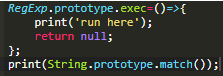 RegExp.prototype.exec=()=>{
    print('run here');
    return null;
};
print(String.prototype.match());